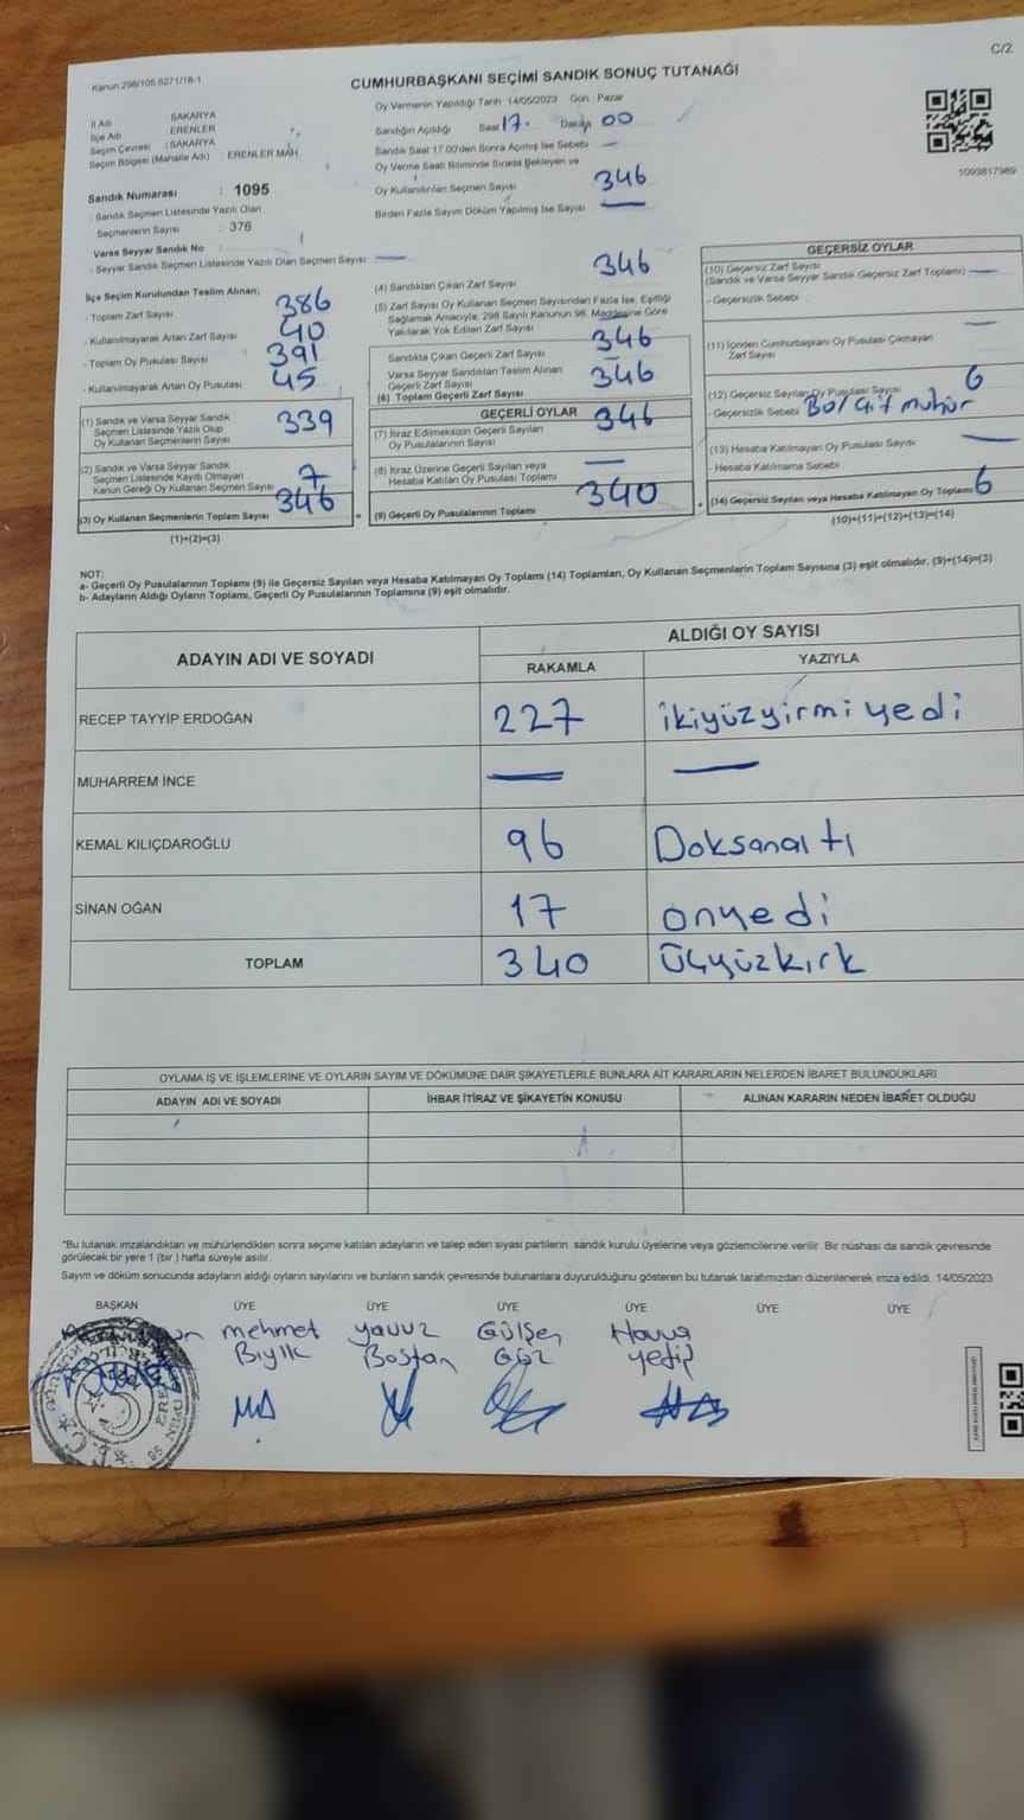 C/2
Kanun 298/105 6271/18-1
CUMHURBAŞKANI SEÇİMİ SANDIK SONUÇ TUTANAĞI
Oy Vermenin Yapıldığı Tarih 14/05/2023 Gün: Pazar
İl Adı SAKARYA
İlçe Adı ERENLER
Seçim Çevresi : SAKARYA
Seçim Bölgesi (Mahalle Adı) ERENLER MAH.
Sandığın Açıldığı Saat 17. Dakika 00
Sandık Saat 17.00'den Sonra Açılmış İse Sebebi —
Oy Verme Saati Bitiminde Sırada Bekleyen ve
Oy Kullandırılan Seçmen Sayısı 346
Birden Fazla Sayım Döküm Yapılmış İse Sayısı —
1093817989
Sandık Numarası : 1095
- Sandık Seçmen Listesinde Yazılı Olan
Seçmenlerin Sayısı : 376
Varsa Seyyar Sandık No
- Seyyar Sandık Seçmen Listesinde Yazılı Olan Seçmen Sayısı —
İlçe Seçim Kurulundan Teslim Alınan;
- Toplam Zarf Sayısı 386
- Kullanılmayarak Artan Zarf Sayısı 40
- Toplam Oy Pusulası Sayısı 391
- Kullanılmayarak Artan Oy Pusulası 45
(1) Sandık ve Varsa Seyyar Sandık
Seçmen Listesinde Yazılı Olup
Oy Kullanan Seçmenlerin Sayısı 339
(2) Sandık ve Varsa Seyyar Sandık
Seçmen Listesinde Kayıtlı Olmayan
Kanun Gereği Oy Kullanan Seçmen Sayısı 7
(3) Oy Kullanan Seçmenlerin Toplam Sayısı 346
(1)+(2)=(3)
(4) Sandıktan Çıkan Zarf Sayısı 346
(5) Zarf Sayısı Oy Kullanan Seçmen Sayısından Fazla İse, Eşitliği
Sağlamak Amacıyla, 298 Sayılı Kanunun 98. Maddesine Göre
Yakılarak Yok Edilen Zarf Sayısı —
Sandıkta Çıkan Geçerli Zarf Sayısı 346
Varsa Seyyar Sandıktan Teslim Alınan
Geçerli Zarf Sayısı —
(6) Toplam Geçerli Zarf Sayısı 346
GEÇERLİ OYLAR
(7) İtiraz Edilmeksizin Geçerli Sayılan
Oy Pusulalarının Sayısı 346
(8) İtiraz Üzerine Geçerli Sayılan veya
Hesaba Katılan Oy Pusulası Toplamı —
= (9) Geçerli Oy Pusulalarının Toplamı 340
GEÇERSİZ OYLAR
(10) Geçersiz Zarf Sayısı
(Sandık ve Varsa Seyyar Sandık Geçersiz Zarf Toplamı) —
- Geçersizlik Sebebi
(11) İçinden Cumhurbaşkanı Oy Pusulası Çıkmayan
Zarf Sayısı —
(12) Geçersiz Sayılan Oy Pusulası Sayısı 6
- Geçersizlik Sebebi Boş/çift mühür
(13) Hesaba Katılmayan Oy Pusulası Sayısı —
- Hesaba Katılmama Sebebi
+ (14) Geçersiz Sayılan veya Hesaba Katılmayan Oy Toplamı 6
(10)+(11)+(12)+(13)=(14)
NOT:
a- Geçerli Oy Pusulalarının Toplamı (9) ile Geçersiz Sayılan veya Hesaba Katılmayan Oy Toplamı (14) Toplamları, Oy Kullanan Seçmenlerin Toplam Sayısına (3) eşit olmalıdır. (9)+(14)=(3)
b- Adayların Aldığı Oyların Toplamı, Geçerli Oy Pusulalarının Toplamına (9) eşit olmalıdır.
ADAYIN ADI VE SOYADI
ALDIĞI OY SAYISI
RAKAMLA YAZIYLA
RECEP TAYYİP ERDOĞAN 227 ikiyüzyirmiyedi
MUHARREM İNCE — —
KEMAL KILIÇDAROĞLU 96 Doksanaltı
SİNAN OĞAN 17 onyedi
TOPLAM 340 Üçyüzkırk
OYLAMA İŞ VE İŞLEMLERİNE VE OYLARIN SAYIM VE DÖKÜMÜNE DAİR ŞİKAYETLERLE BUNLARA AİT KARARLARIN NELERDEN İBARET BULUNDUKLARI
ADAYIN ADI VE SOYADI İHBAR İTİRAZ VE ŞİKAYETİN KONUSU ALINAN KARARIN NEDEN İBARET OLDUĞU
*Bu tutanak imzalandıktan ve mühürlendikten sonra seçime katılan adayların ve talep eden siyasi partilerin sandık kurulu üyelerine veya gözlemcilerine verilir. Bir nüshası da sandık çevresinde
görülecek bir yere 1 (bir ) hafta süreyle asılır.
Sayım ve döküm sonucunda adayların aldığı oyların sayılarını ve bunların sandık çevresinde bulunanlara duyurulduğunu gösteren bu tutanak tarafımızdan düzenlenerek imza edildi. 14/05/2023
BAŞKAN ÜYE ÜYE ÜYE ÜYE ÜYE ÜYE
mehmet yavuz Gülşen
Bıyık Bostan Göz